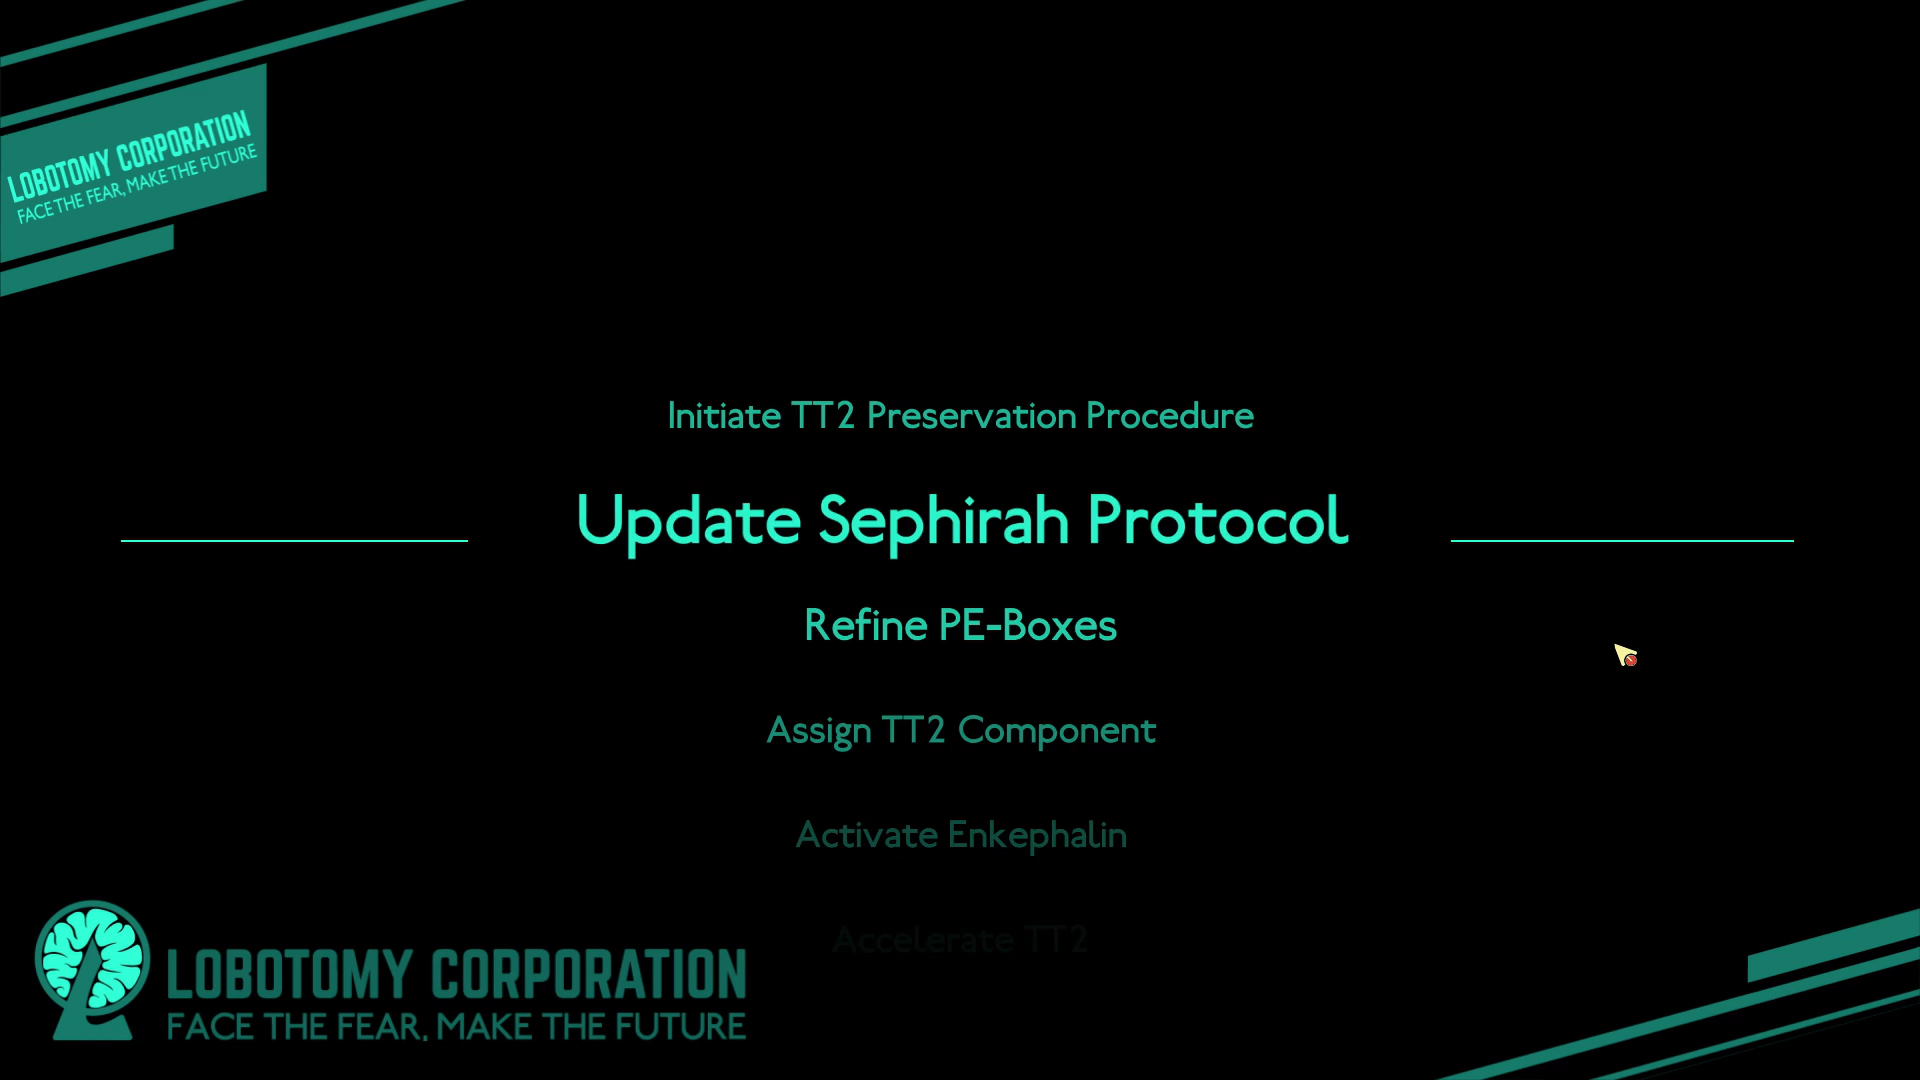 LOBOTOMY CORPORATION
FACE THE FEAR, MAKE THE FUTURE
Initiate TT2 Preservation Procedure
Update Sephirah Protocol
Refine PE-Boxes
Assign TT2 Component
Activate Enkephalin
Accelerate TT2
LOBOTOMY CORPORATION
FACE THE FEAR, MAKE THE FUTURE